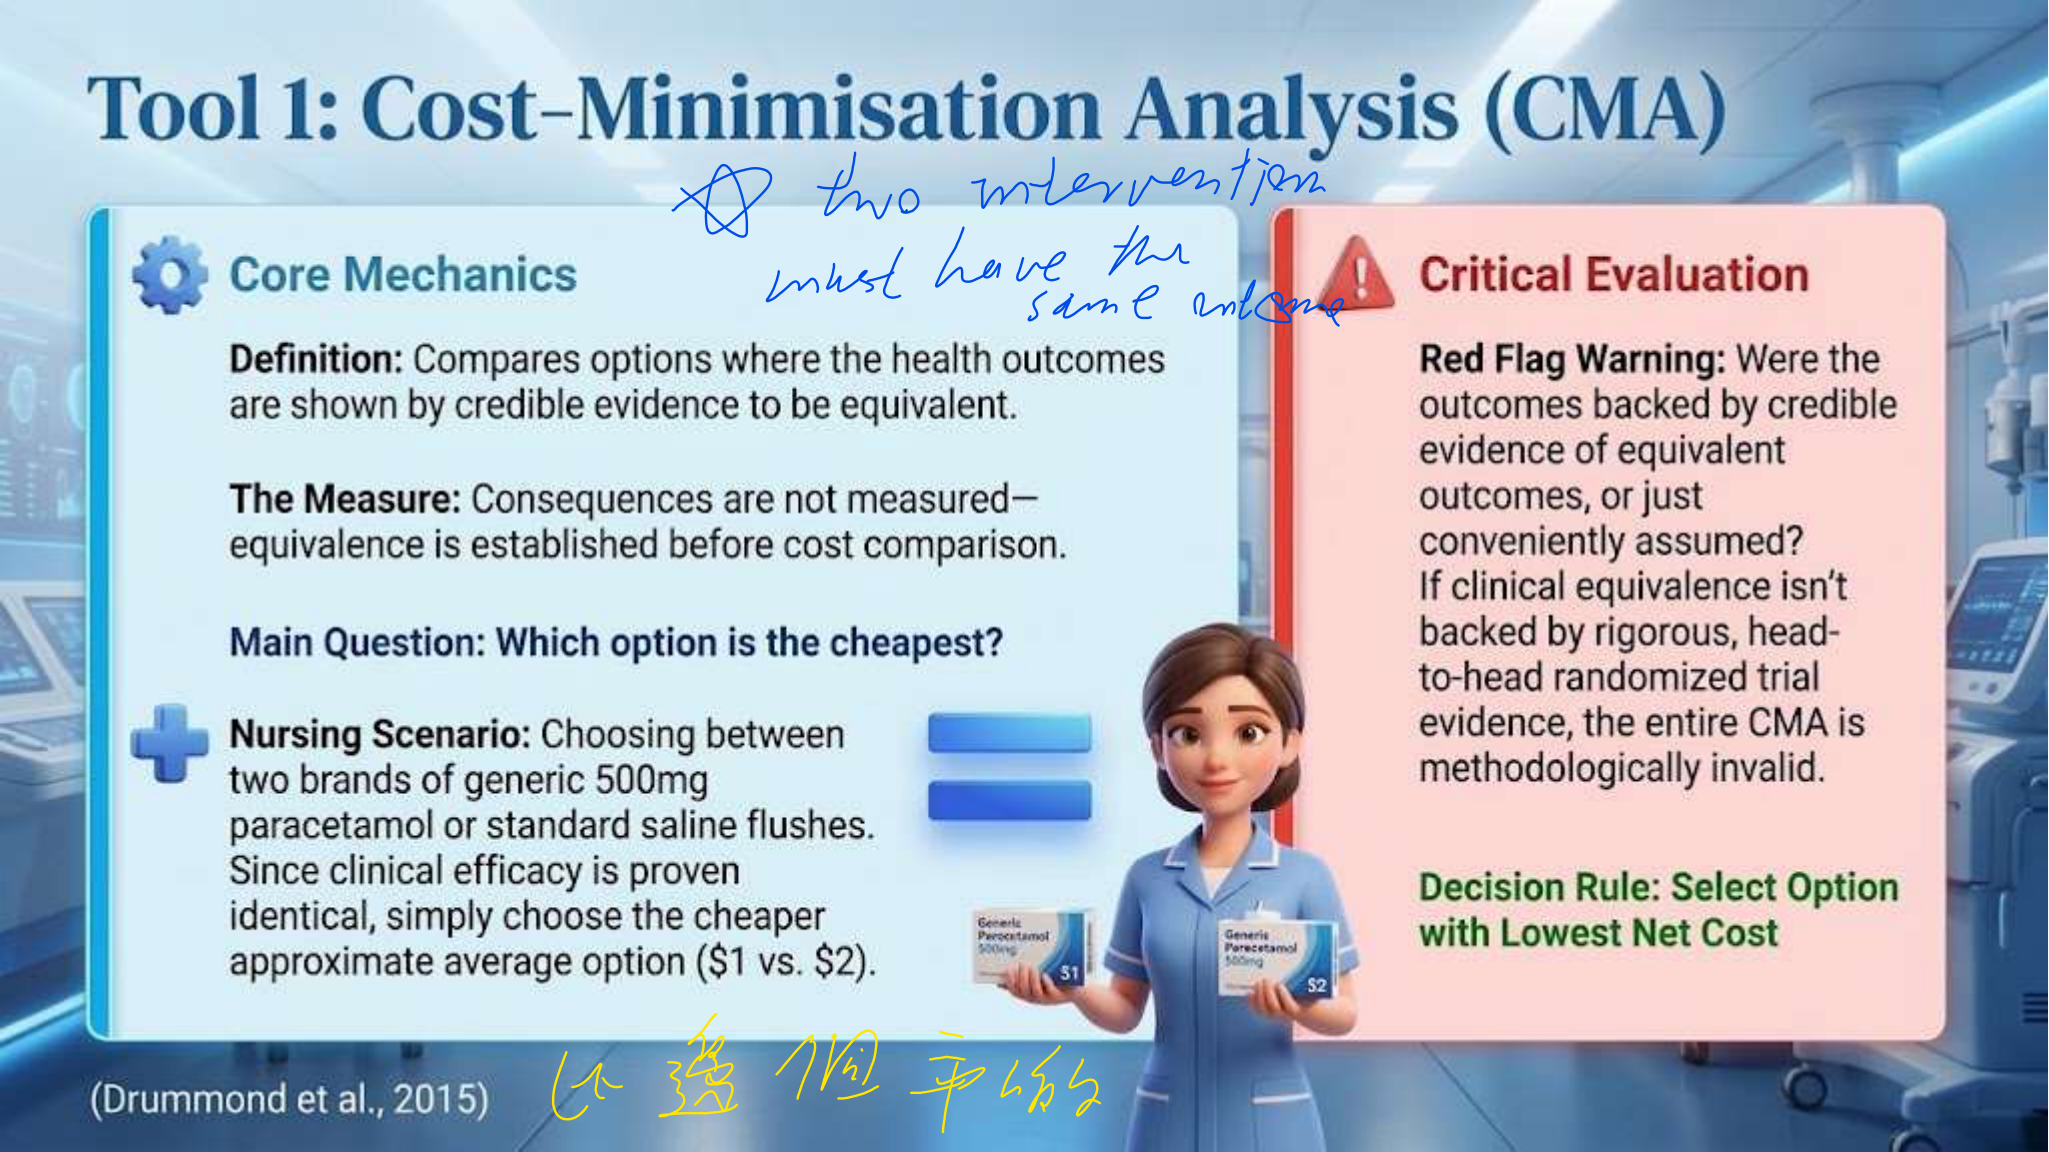 Tool 1: Cost-Minimisation Analysis (CMA)
two intervention
must have the
same outcome
Core Mechanics
Definition: Compares options where the health outcomes
are shown by credible evidence to be equivalent.
The Measure: Consequences are not measured—
equivalence is established before cost comparison.
Main Question: Which option is the cheapest?
Nursing Scenario: Choosing between
two brands of generic 500mg
paracetamol or standard saline flushes.
Since clinical efficacy is proven
identical, simply choose the cheaper
approximate average option ($1 vs. $2).
Generic
Paracetamol
500mg
$1
Generic
Paracetamol
500mg
$2
Critical Evaluation
Red Flag Warning: Were the
outcomes backed by credible
evidence of equivalent
outcomes, or just
conveniently assumed?
If clinical equivalence isn't
backed by rigorous, head-
to-head randomized trial
evidence, the entire CMA is
methodologically invalid.
Decision Rule: Select Option
with Lowest Net Cost
(Drummond et al., 2015)
比邊個平啲